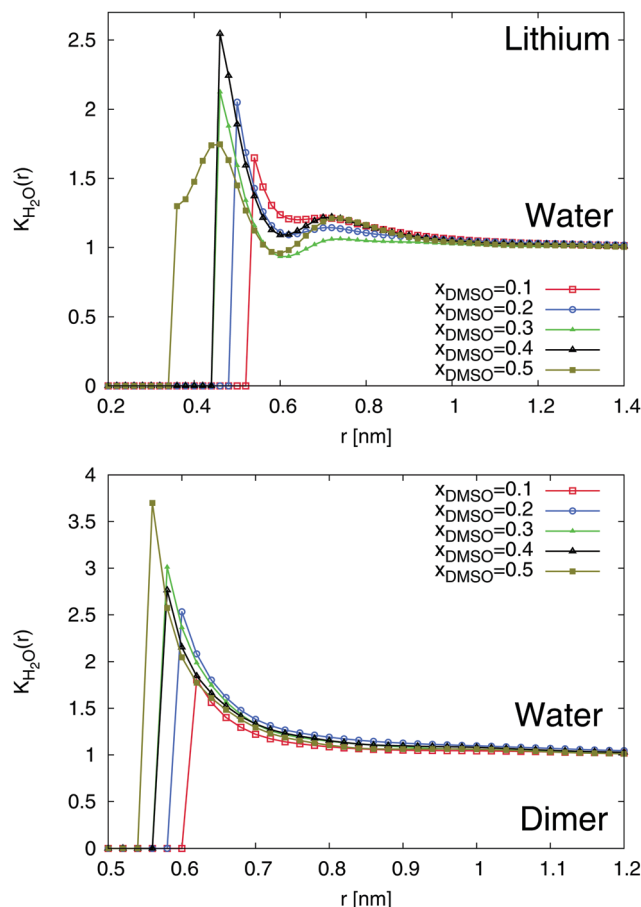 Lithium
2.5
2
1.5
1
0.5
0
K_H₂O(r)
Water
x_DMSO=0.1
x_DMSO=0.2
x_DMSO=0.3
x_DMSO=0.4
x_DMSO=0.5
0.2 0.4 0.6 0.8 1 1.2 1.4
r [nm]
4
3.5
3
2.5
2
1.5
1
0.5
0
K_H₂O(r)
x_DMSO=0.1
x_DMSO=0.2
x_DMSO=0.3
x_DMSO=0.4
x_DMSO=0.5
Water
Dimer
0.5 0.6 0.7 0.8 0.9 1 1.1 1.2
r [nm]